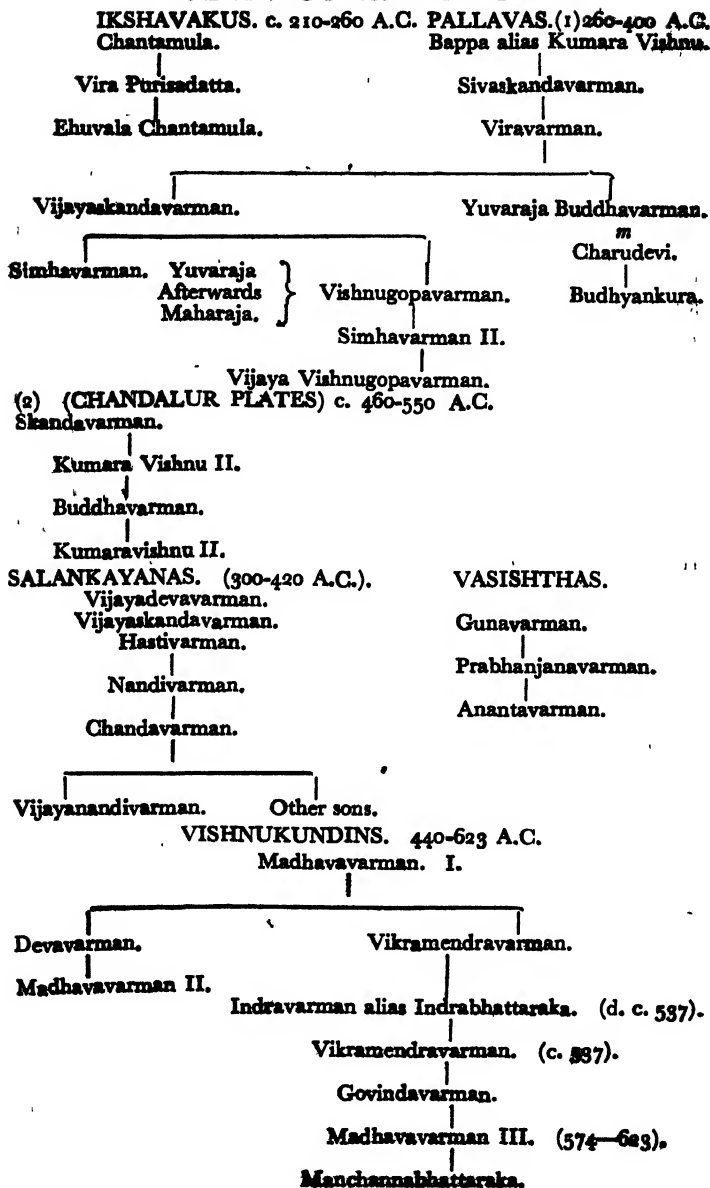 IKSHAVAKUS. c. 210-260 A.C. PALLAVAS.(1)260-400 A.C.
Chantamula. Bappa alias Kumara Vishnu.
Vira Purisadatta. Sivaskandavarman.
Ehuvala Chantamula. Viravarman.
Vijayaskandavarman. Yuvaraja Buddhavarman.
m
Charudevi.
Simhavarman. Yuvaraja
Afterwards } Vishnugopavarman. Budhyankura.
Maharaja.
Simhavarman II.
Vijaya Vishnugopavarman.
(2) (CHANDALUR PLATES) c. 460-550 A.C.
Skandavarman.
Kumara Vishnu II.
Buddhavarman.
Kumaravishnu II.
SALANKAYANAS. (300-420 A.C.). VASISHTHAS.
Vijayadevavarman.
Vijayaskandavarman. Gunavarman.
Hastivarman.
Nandivarman. Prabhanjanavarman.
Chandavarman. Anantavarman.
Vijayanandivarman. Other sons.
VISHNUKUNDINS. 440-623 A.C.
Madhavavarman. I.
Devavarman. Vikramendravarman.
Madhavavarman II.
Indravarman alias Indrabhattaraka. (d. c. 537).
Vikramendravarman. (c. 537).
Govindavarman.
Madhavavarman III. (574—623).
Manchannabhattaraka.